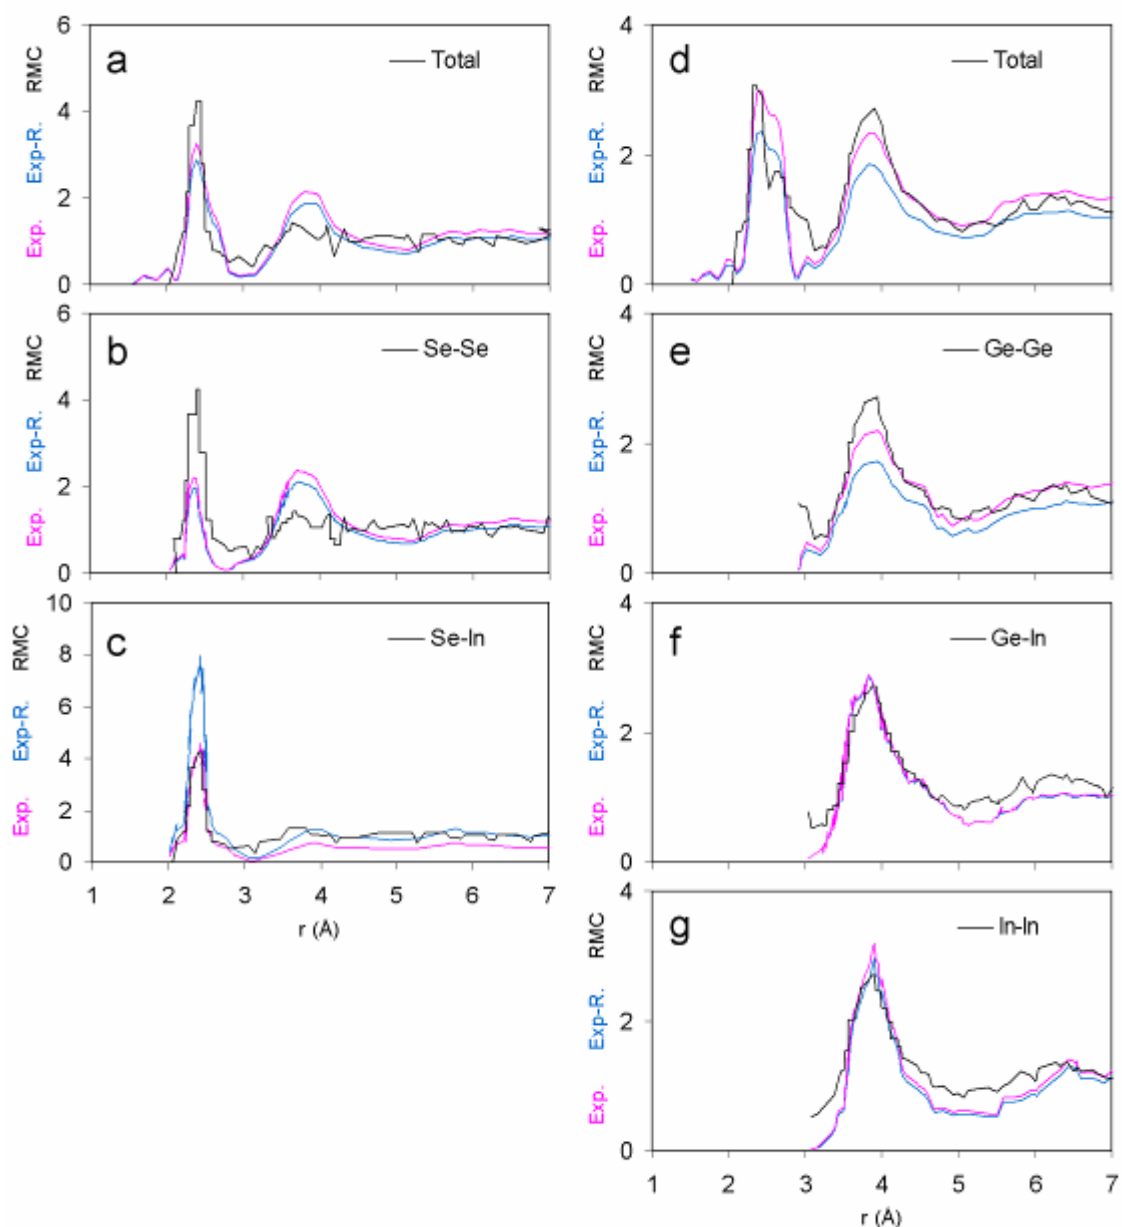 a
Total
RMC
Exp-R.
Exp.
6
4
2
0
b
Se-Se
RMC
Exp-R.
Exp.
6
4
2
0
c
Se-In
RMC
Exp-R.
Exp.
10
8
6
4
2
0
1 2 3 4 5 6 7
r (Å)
d
Total
RMC
Exp-R.
Exp.
4
2
0
e
Ge-Ge
RMC
Exp-R.
Exp.
4
2
0
f
Ge-In
RMC
Exp-R.
Exp.
4
2
0
g
In-In
RMC
Exp-R.
Exp.
4
2
0
1 2 3 4 5 6 7
r (Å)